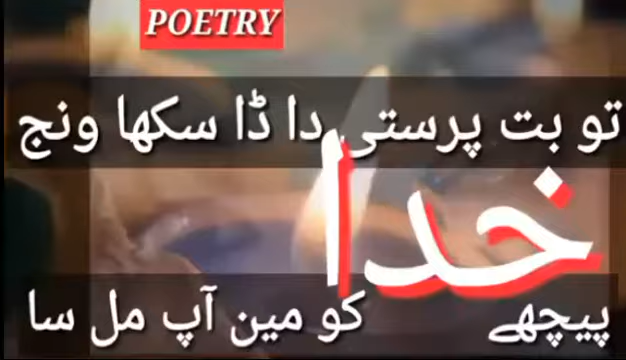 POETRY
تو بت پرستی دا ڈا سکھا ونج
خدا
پیچھے کو مین آپ مل سا